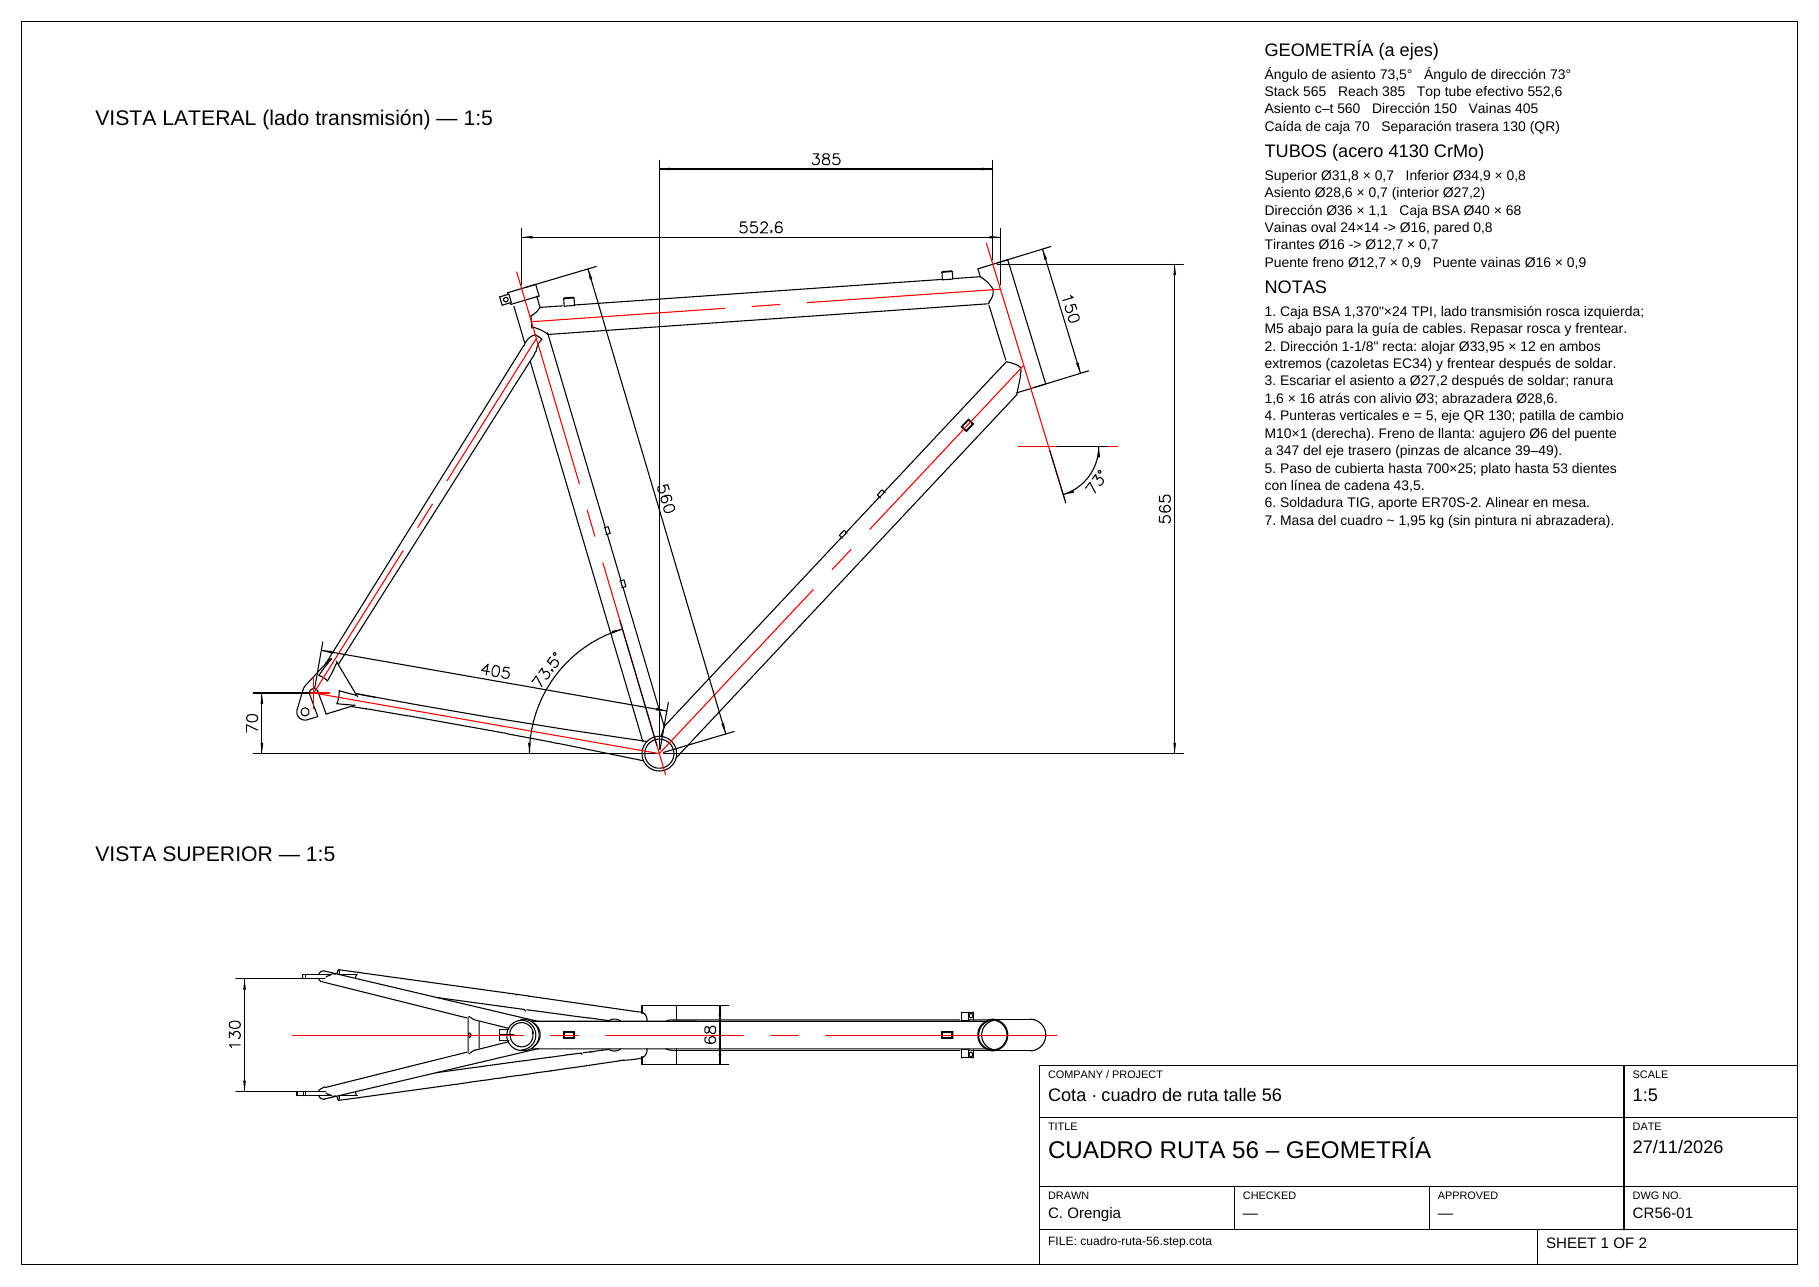 GEOMETRÍA (a ejes)
Ángulo de asiento 73,5° Ángulo de dirección 73°
Stack 565 Reach 385 Top tube efectivo 552,6
Asiento c–t 560 Dirección 150 Vainas 405
Caída de caja 70 Separación trasera 130 (QR)
TUBOS (acero 4130 CrMo)
Superior Ø31,8 × 0,7 Inferior Ø34,9 × 0,8
Asiento Ø28,6 × 0,7 (interior Ø27,2)
Dirección Ø36 × 1,1 Caja BSA Ø40 × 68
Vainas oval 24×14 -> Ø16, pared 0,8
Tirantes Ø16 -> Ø12,7 × 0,7
Puente freno Ø12,7 × 0,9 Puente vainas Ø16 × 0,9
NOTAS
1. Caja BSA 1,370"×24 TPI, lado transmisión rosca izquierda;
M5 abajo para la guía de cables. Repasar rosca y frentear.
2. Dirección 1-1/8" recta: alojar Ø33,95 × 12 en ambos
extremos (cazoletas EC34) y frentear después de soldar.
3. Escariar el asiento a Ø27,2 después de soldar; ranura
1,6 × 16 atrás con alivio Ø3; abrazadera Ø28,6.
4. Punteras verticales e = 5, eje QR 130; patilla de cambio
M10×1 (derecha). Freno de llanta: agujero Ø6 del puente
a 347 del eje trasero (pinzas de alcance 39–49).
5. Paso de cubierta hasta 700×25; plato hasta 53 dientes
con línea de cadena 43,5.
6. Soldadura TIG, aporte ER70S-2. Alinear en mesa.
7. Masa del cuadro ~ 1,95 kg (sin pintura ni abrazadera).
VISTA LATERAL (lado transmisión) — 1:5
385
552,6
150
560
73°
565
405
73,5°
70
VISTA SUPERIOR — 1:5
130
68
COMPANY / PROJECT
Cota · cuadro de ruta talle 56
SCALE
1:5
TITLE
CUADRO RUTA 56 – GEOMETRÍA
DATE
27/11/2026
DRAWN
C. Orengia
CHECKED
—
APPROVED
—
DWG NO.
CR56-01
FILE: cuadro-ruta-56.step.cota
SHEET 1 OF 2